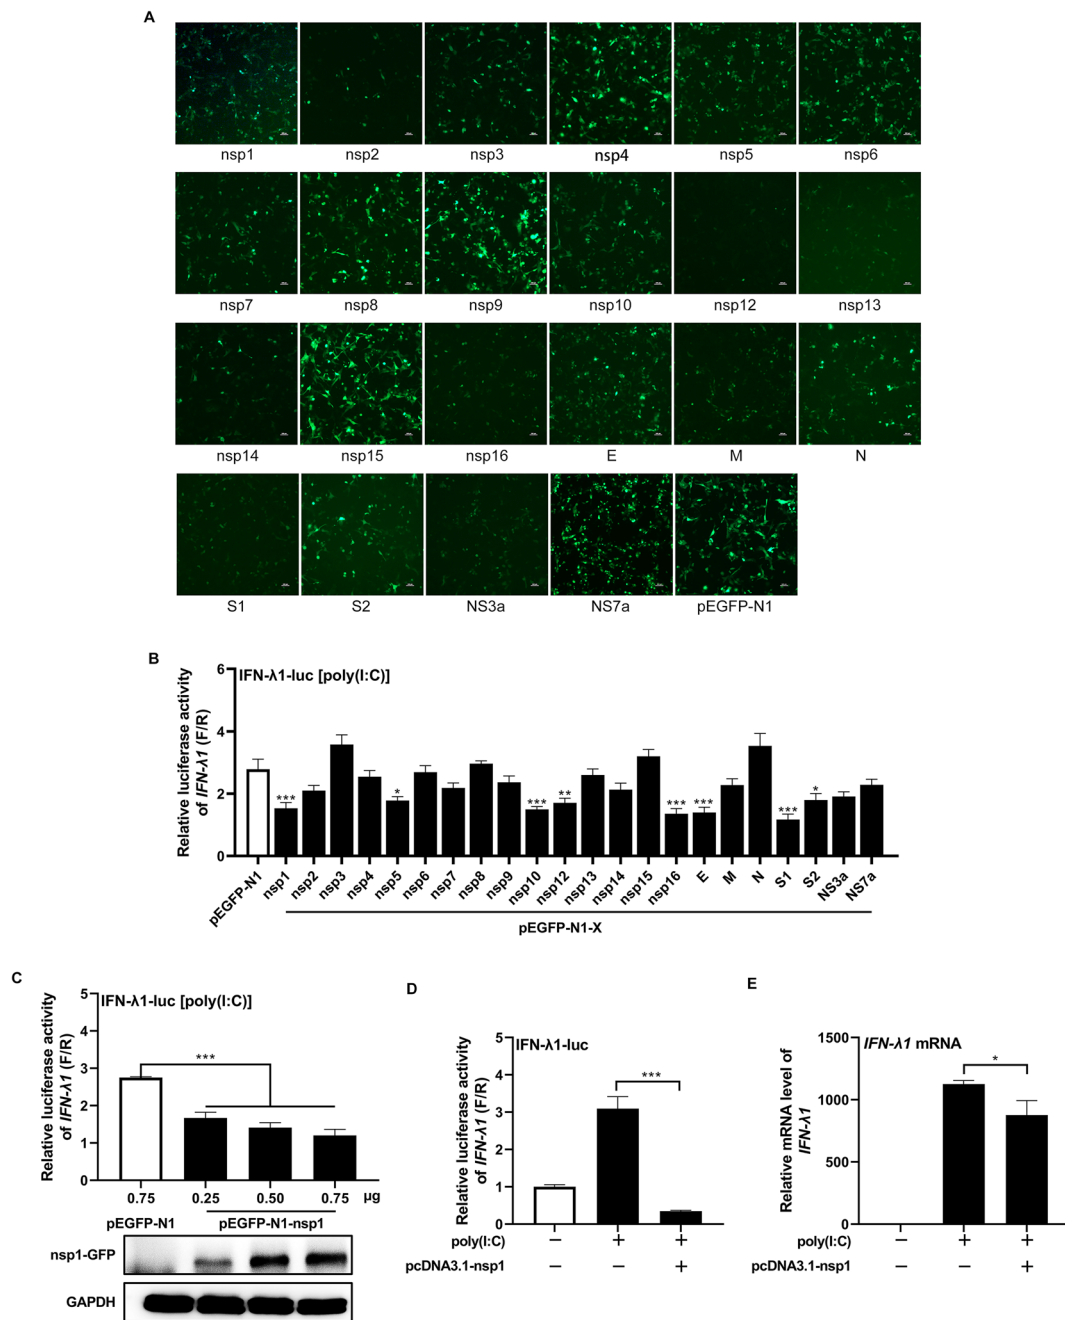 A
nsp1 nsp2 nsp3 nsp4 nsp5 nsp6
nsp7 nsp8 nsp9 nsp10 nsp12 nsp13
nsp14 nsp15 nsp16 E M N
S1 S2 NS3a NS7a pEGFP-N1
B
IFN-λ1-luc [poly(I:C)]
Relative luciferase activity
of IFN-λ1 (F/R)
6
4
2
0
*** * *** ** *** *** *** *
pEGFP-N1 nsp1 nsp2 nsp3 nsp4 nsp5 nsp6 nsp7 nsp8 nsp9 nsp10 nsp12 nsp13 nsp14 nsp15 nsp16 E M N S1 S2 NS3a NS7a
pEGFP-N1-X
C
IFN-λ1-luc [poly(I:C)]
Relative luciferase activity
of IFN-λ1 (F/R)
5
4
3
2
1
0
***
0.75 0.25 0.50 0.75 μg
pEGFP-N1 pEGFP-N1-nsp1
nsp1-GFP
GAPDH
D
IFN-λ1-luc
Relative luciferase activity
of IFN-λ1 (F/R)
5
4
3
2
1
0
***
poly(I:C) − + +
pcDNA3.1-nsp1 − − +
E
IFN-λ1 mRNA
Relative mRNA level of
IFN-λ1
1500
1000
500
0
*
poly(I:C) − + +
pcDNA3.1-nsp1 − − +